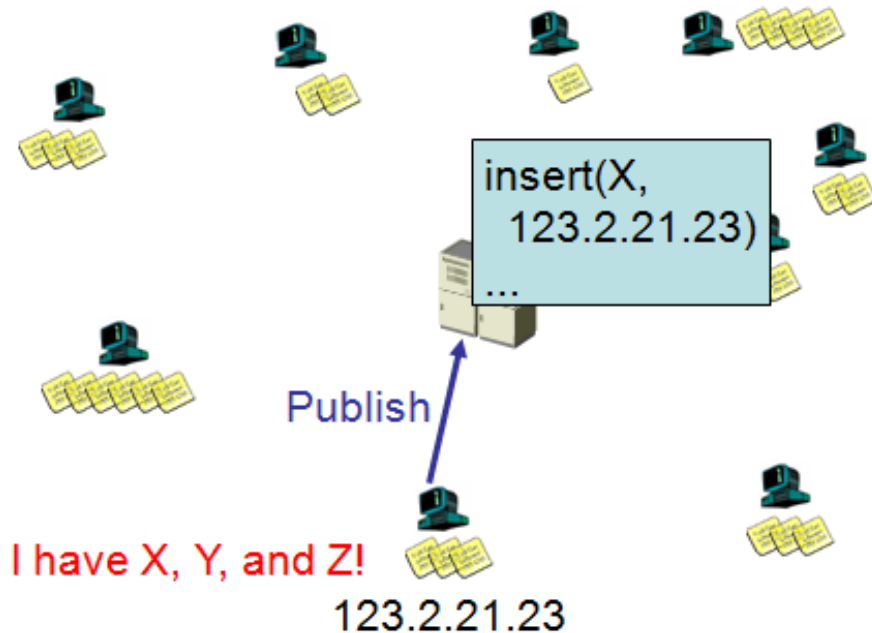 insert(X,
123.2.21.23)
...
Publish
I have X, Y, and Z!
123.2.21.23